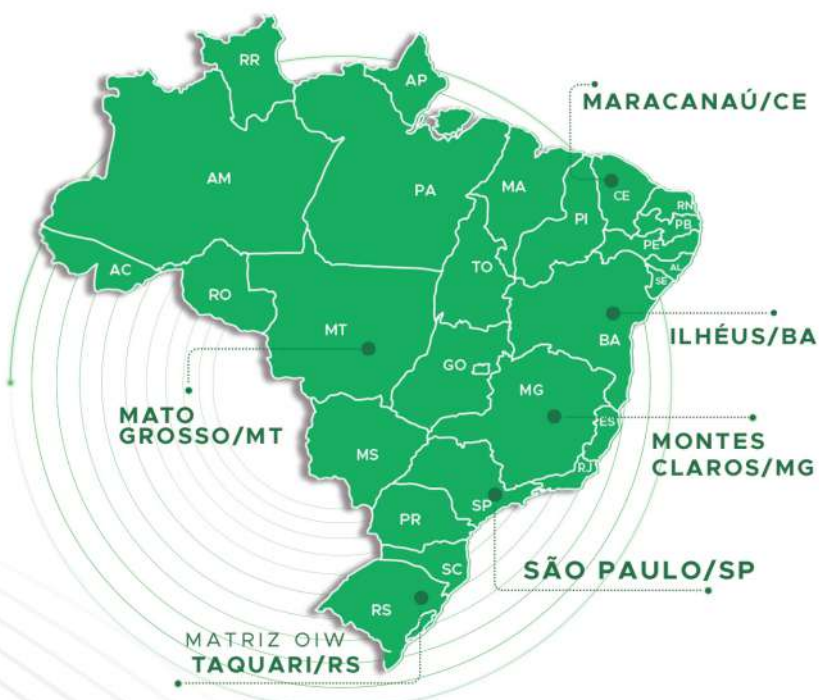 RR
AP
MARACANAÚ/CE
AM
PA
MA
CE
PI
RN
PB
PE
AL
SE
TO
AC
RO
MT
BA
ILHÉUS/BA
GO
MG
MATO
GROSSO/MT
ES
MONTES
CLAROS/MG
MS
RJ
SP
PR
SÃO PAULO/SP
SC
RS
MATRIZ OIW
TAQUARI/RS